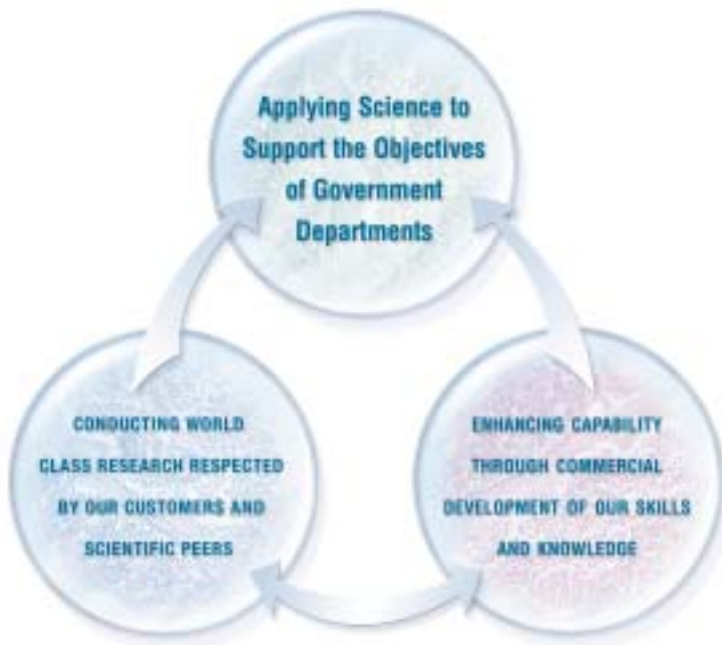 Applying Science to
Support the Objectives
of Government
Departments
CONDUCTING WORLD
CLASS RESEARCH RESPECTED
BY OUR CUSTOMERS AND
SCIENTIFIC PEERS
ENHANCING CAPABILITY
THROUGH COMMERCIAL
DEVELOPMENT OF OUR SKILLS
AND KNOWLEDGE